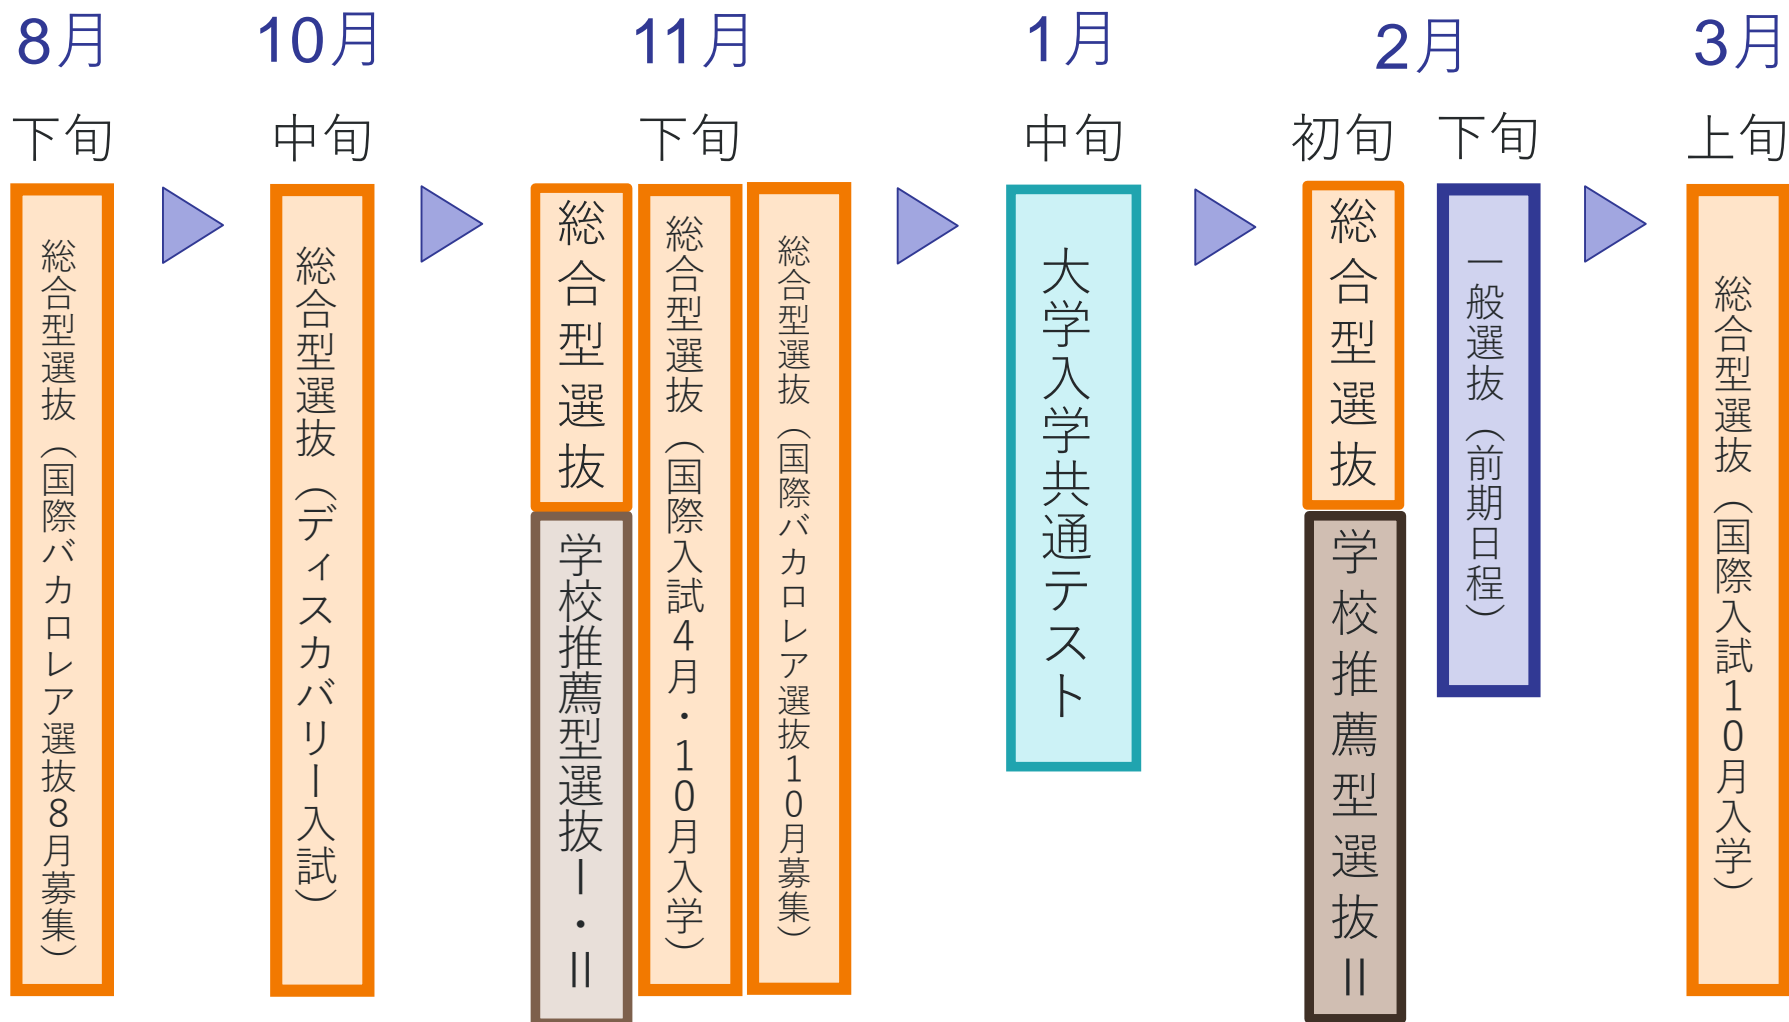 8月
10月
11月
1月
2月
3月
下旬
中旬
下旬
中旬
初旬
下旬
上旬
総合型選抜（国際バカロレア選抜8月募集）
総合型選抜（ディスカバリー入試）
総合型選抜
学校推薦型選抜Ⅰ・Ⅱ
総合型選抜（国際入試4月・10月入学）
総合型選抜（国際バカロレア選抜10月募集）
大学入学共通テスト
総合型選抜
学校推薦型選抜Ⅱ
一般選抜（前期日程）
総合型選抜（国際入試10月入学）